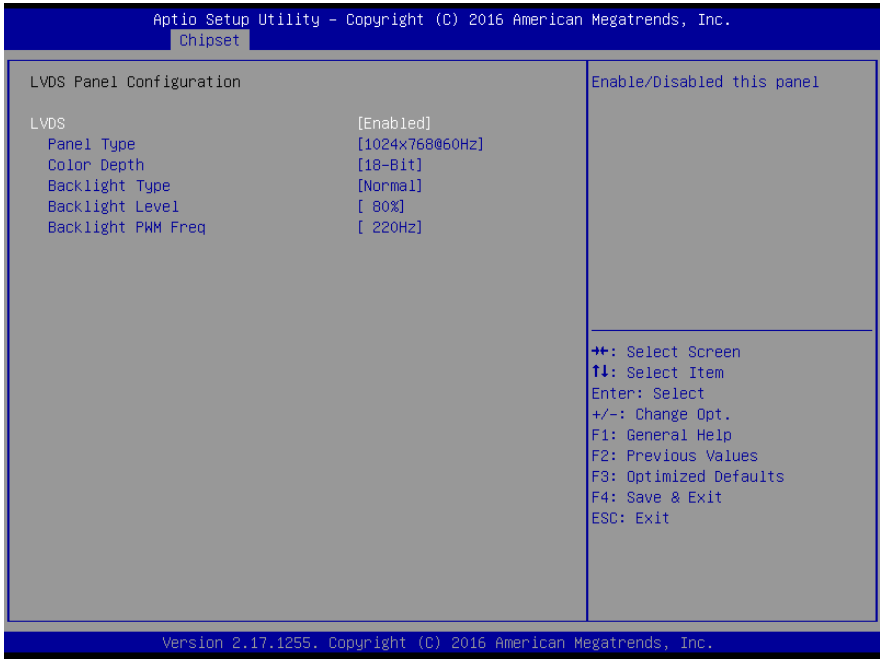 Aptio Setup Utility – Copyright (C) 2016 American Megatrends, Inc.
Chipset
LVDS Panel Configuration
LVDS [Enabled]
Panel Type [1024x768@60Hz]
Color Depth [18-Bit]
Backlight Type [Normal]
Backlight Level [ 80%]
Backlight PWM Freq [ 220Hz]
Enable/Disabled this panel
→←: Select Screen
↑↓: Select Item
Enter: Select
+/-: Change Opt.
F1: General Help
F2: Previous Values
F3: Optimized Defaults
F4: Save & Exit
ESC: Exit
Version 2.17.1255. Copyright (C) 2016 American Megatrends, Inc.